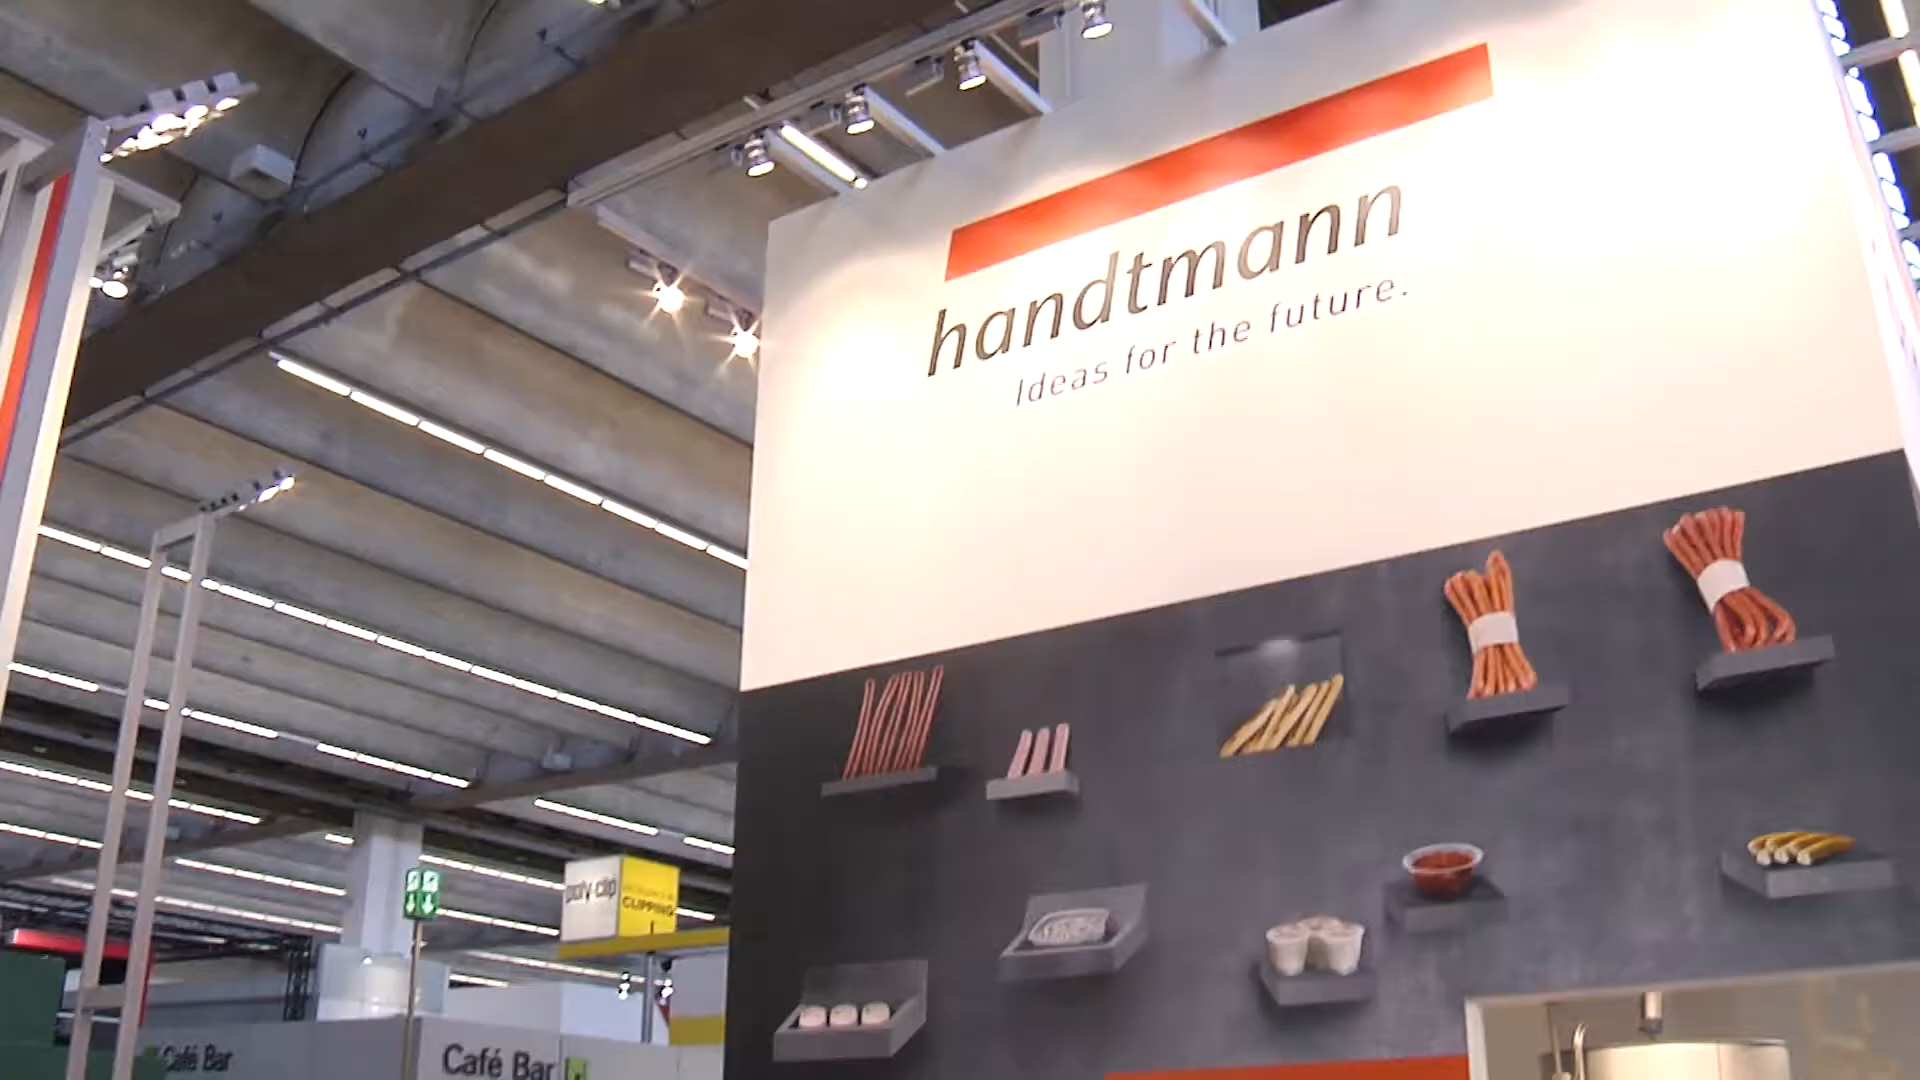 handtmann
Ideas for the future.
poly-clip
CLIPPING
Café Bar
Café Bar